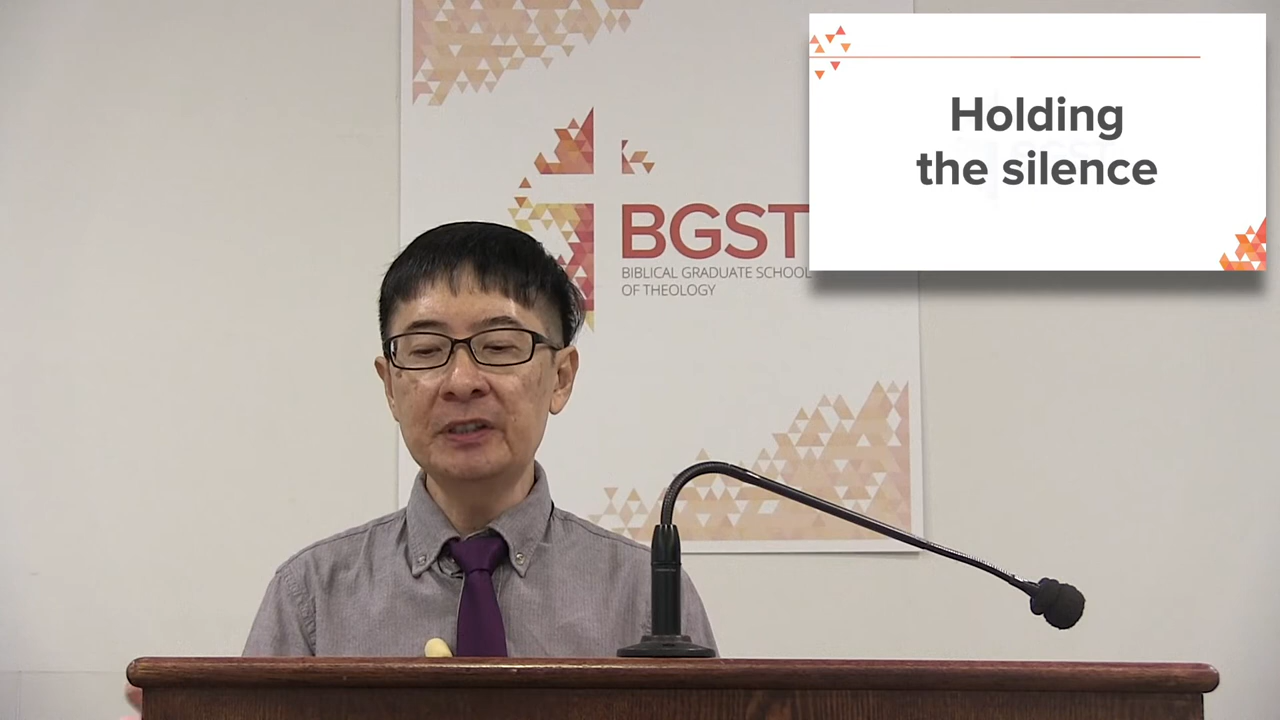 Holding
the silence
BGST
BIBLICAL GRADUATE SCHOOL
OF THEOLOGY